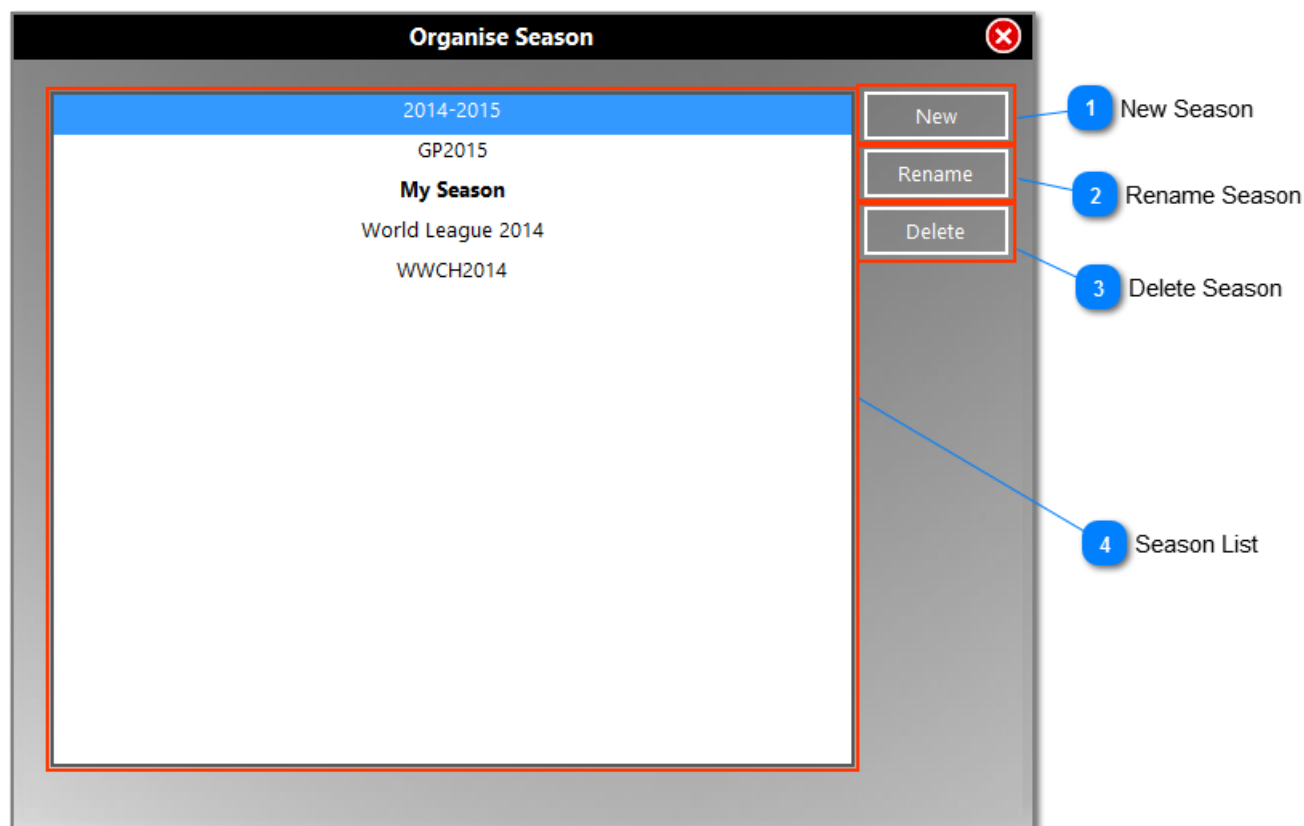 Organise Season
2014-2015
GP2015
My Season
World League 2014
WWCH2014
New
Rename
Delete
1 New Season
2 Rename Season
3 Delete Season
4 Season List